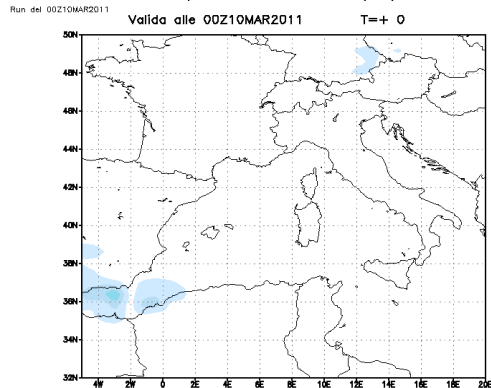 Run del 00Z10MAR2011
Valida alle 00Z10MAR2011 T=+ 0
50N
48N
46N
44N
42N
40N
38N
36N
34N
32N
4W 2W 0 2E 4E 6E 8E 10E 12E 14E 16E 18E 20E